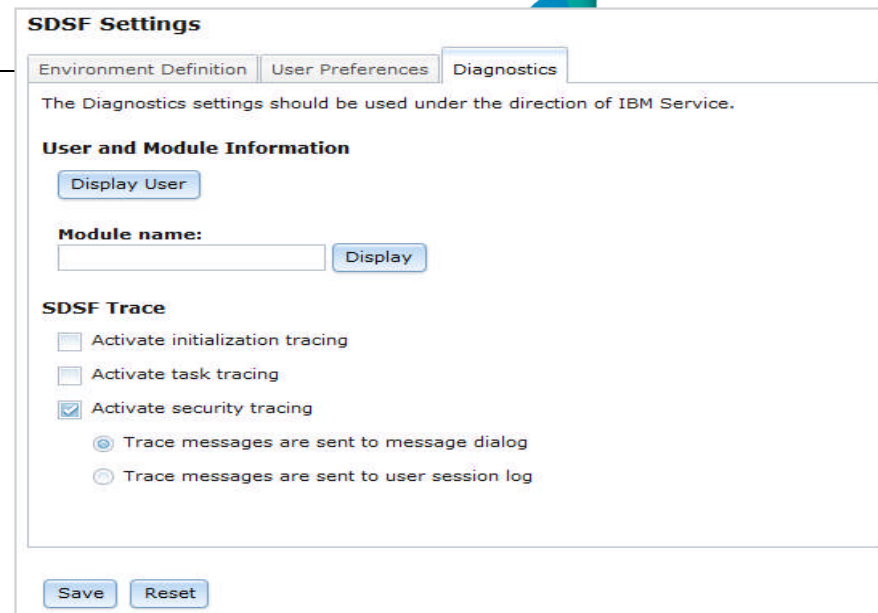 SDSF Settings
Environment Definition User Preferences Diagnostics
The Diagnostics settings should be used under the direction of IBM Service.
User and Module Information
Display User
Module name:
Display
SDSF Trace
Activate initialization tracing
Activate task tracing
Activate security tracing
Trace messages are sent to message dialog
Trace messages are sent to user session log
Save Reset